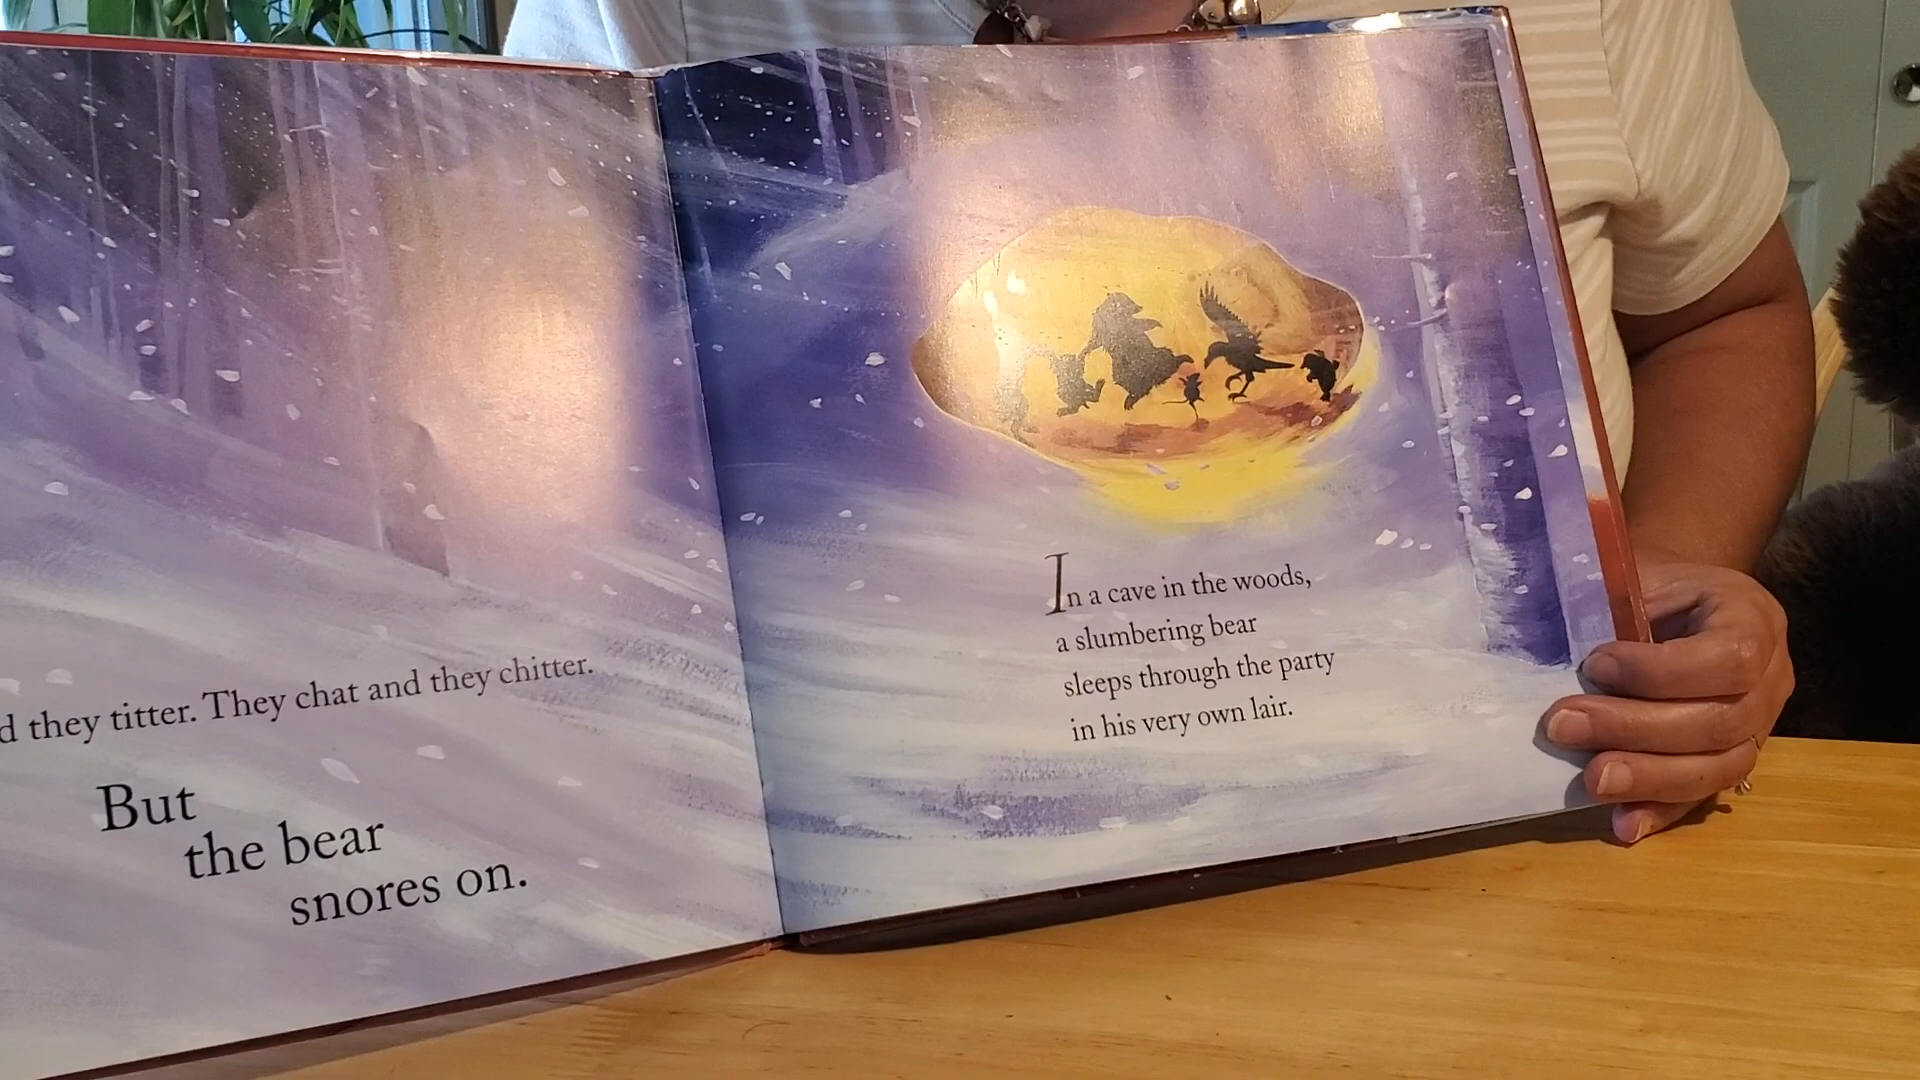 they titter. They chat and they chitter.
But
the bear
snores on.
In a cave in the woods,
a slumbering bear
sleeps through the party
in his very own lair.